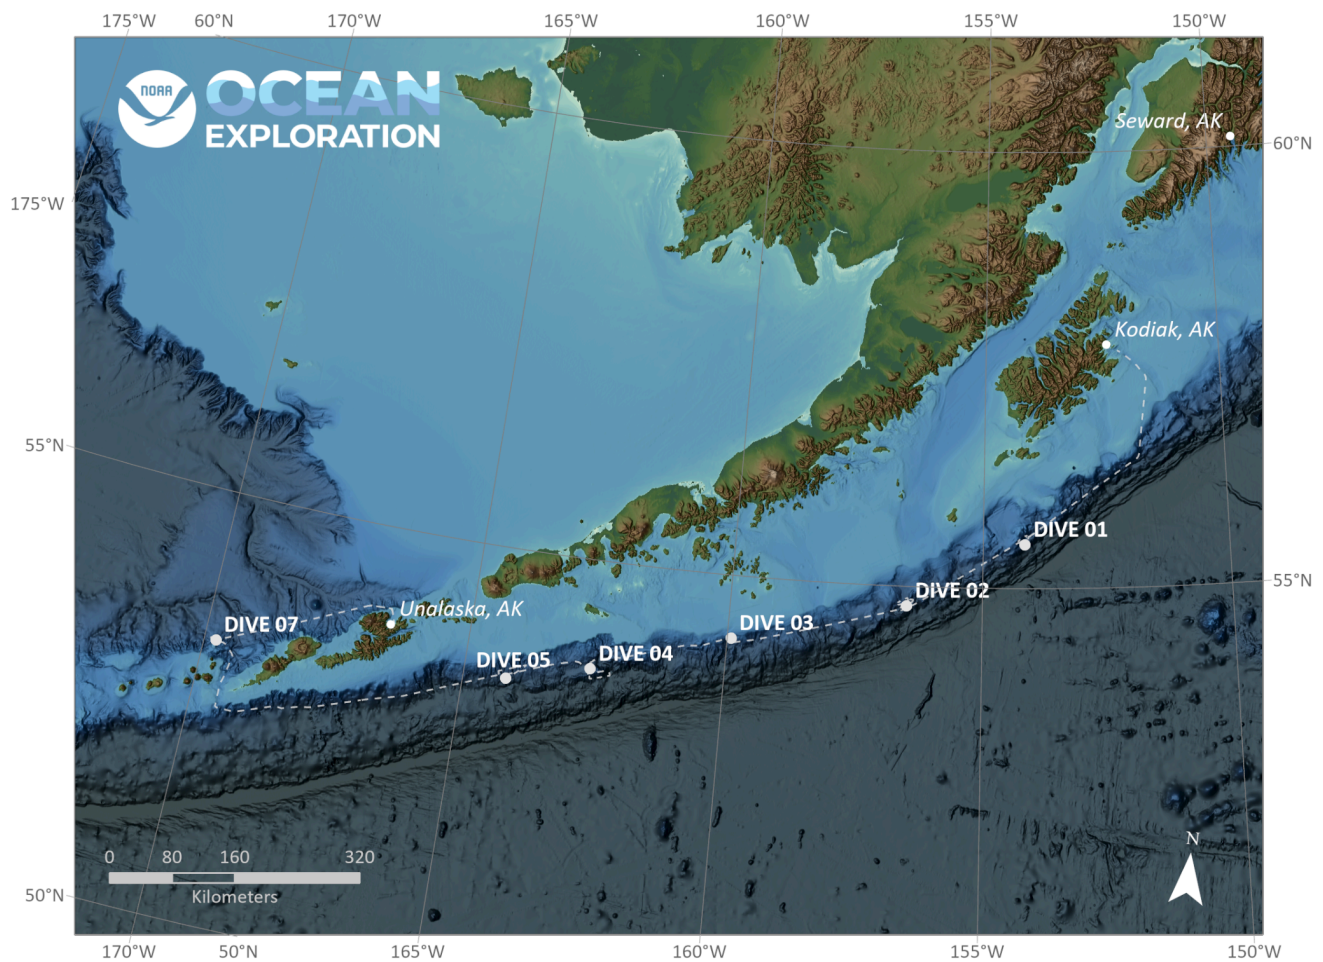 175°W 60°N 170°W 165°W 160°W 155°W 150°W
NOAA
OCEAN
EXPLORATION
Seward, AK
60°N
175°W
Kodiak, AK
55°N
DIVE 01
55°N
DIVE 02
Unalaska, AK
DIVE 07
DIVE 03
DIVE 05
DIVE 04
N
0 80 160 320
Kilometers
50°N
170°W 50°N 165°W 160°W 155°W 150°W